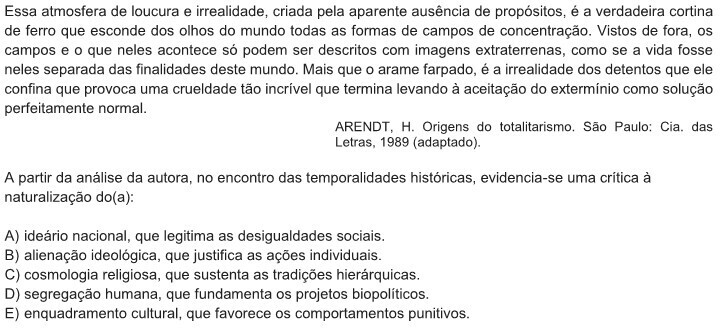 Essa atmosfera de loucura e irrealidade, criada pela aparente ausência de propósitos, é a verdadeira cortina
de ferro que esconde dos olhos do mundo todas as formas de campos de concentração. Vistos de fora, os
campos e o que neles acontece só podem ser descritos com imagens extraterrenas, como se a vida fosse
neles separada das finalidades deste mundo. Mais que o arame farpado, é a irrealidade dos detentos que ele
confina que provoca uma crueldade tão incrível que termina levando à aceitação do extermínio como solução
perfeitamente normal.
ARENDT, H. Origens do totalitarismo. São Paulo: Cia. das
Letras, 1989 (adaptado).
A partir da análise da autora, no encontro das temporalidades históricas, evidencia-se uma crítica à
naturalização do(a):
A) ideário nacional, que legitima as desigualdades sociais.
B) alienação ideológica, que justifica as ações individuais.
C) cosmologia religiosa, que sustenta as tradições hierárquicas.
D) segregação humana, que fundamenta os projetos biopolíticos.
E) enquadramento cultural, que favorece os comportamentos punitivos.